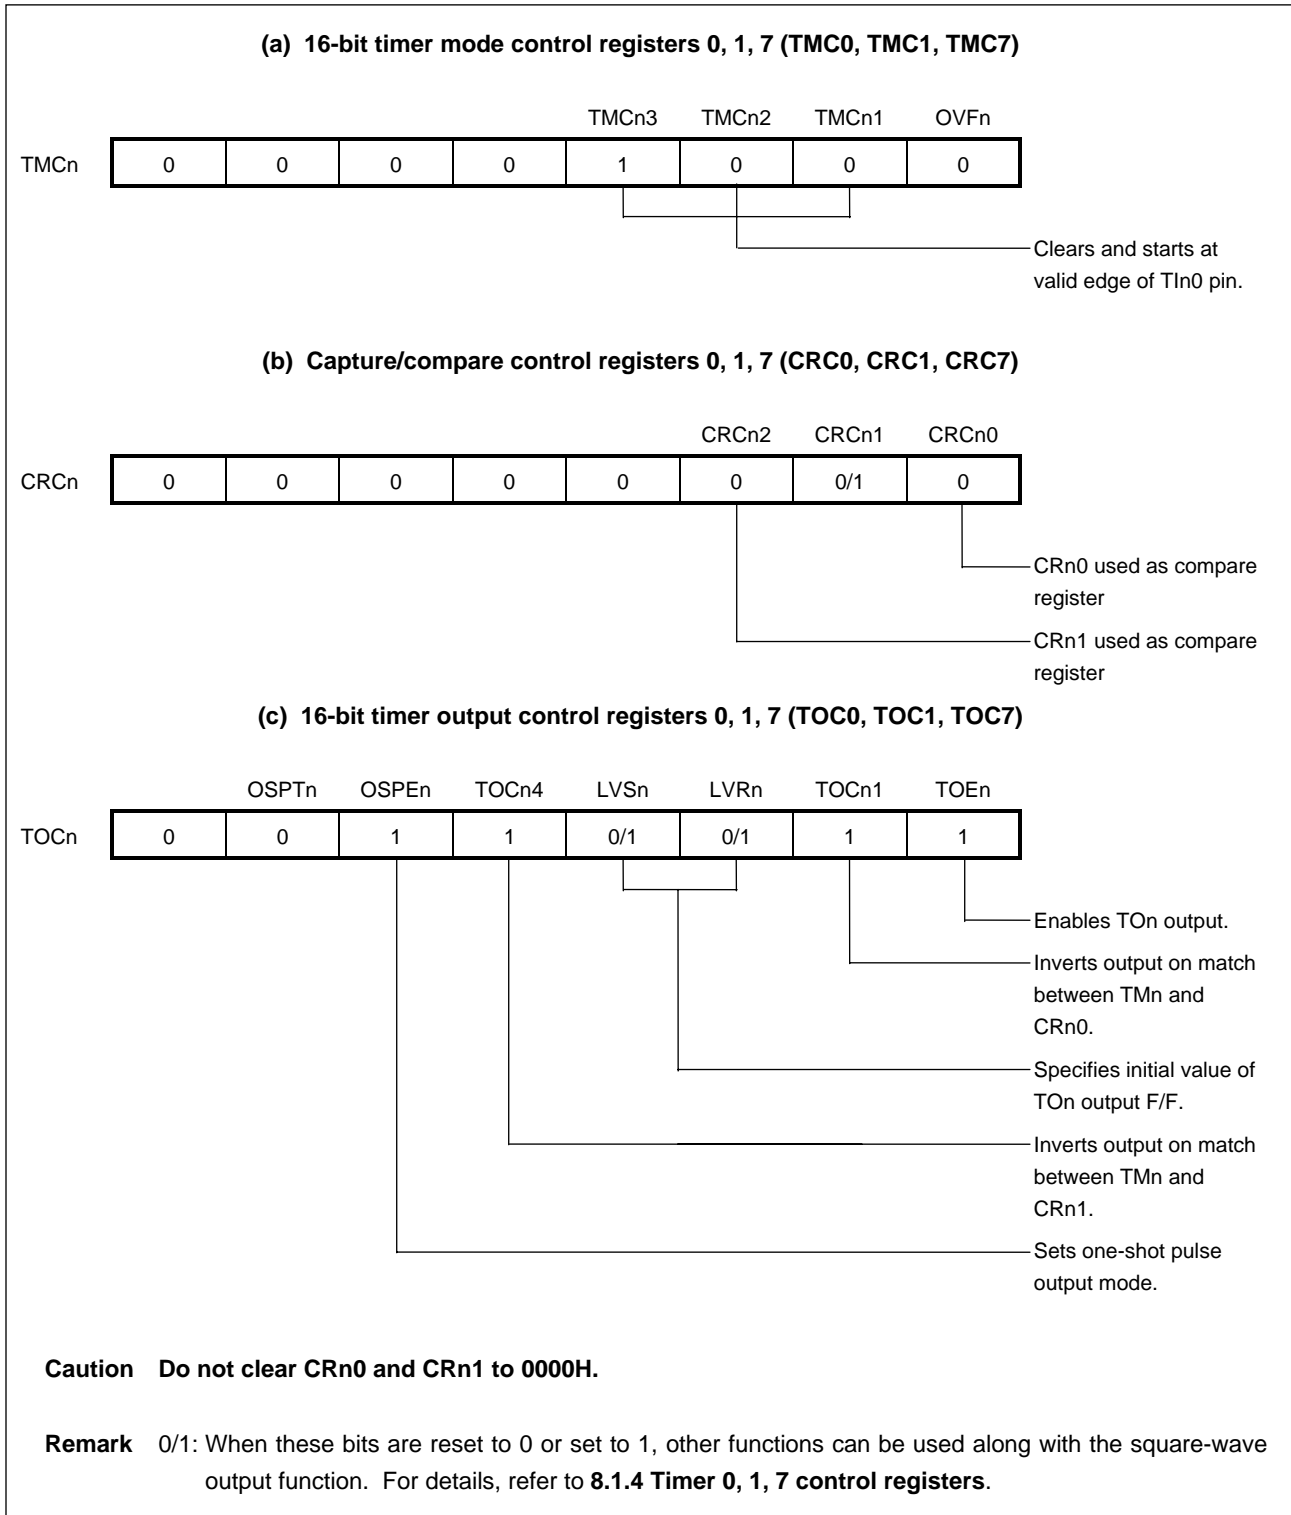 (a) 16-bit timer mode control registers 0, 1, 7 (TMC0, TMC1, TMC7)
TMCn3 TMCn2 TMCn1 OVFn
TMCn 0 0 0 0 1 0 0 0
Clears and starts at
valid edge of TIn0 pin.
(b) Capture/compare control registers 0, 1, 7 (CRC0, CRC1, CRC7)
CRCn2 CRCn1 CRCn0
CRCn 0 0 0 0 0 0 0/1 0
CRn0 used as compare
register
CRn1 used as compare
register
(c) 16-bit timer output control registers 0, 1, 7 (TOC0, TOC1, TOC7)
OSPTn OSPEn TOCn4 LVSn LVRn TOCn1 TOEn
TOCn 0 0 1 1 0/1 0/1 1 1
Enables TOn output.
Inverts output on match
between TMn and
CRn0.
Specifies initial value of
TOn output F/F.
Inverts output on match
between TMn and
CRn1.
Sets one-shot pulse
output mode.
Caution Do not clear CRn0 and CRn1 to 0000H.
Remark 0/1: When these bits are reset to 0 or set to 1, other functions can be used along with the square-wave
output function. For details, refer to 8.1.4 Timer 0, 1, 7 control registers.